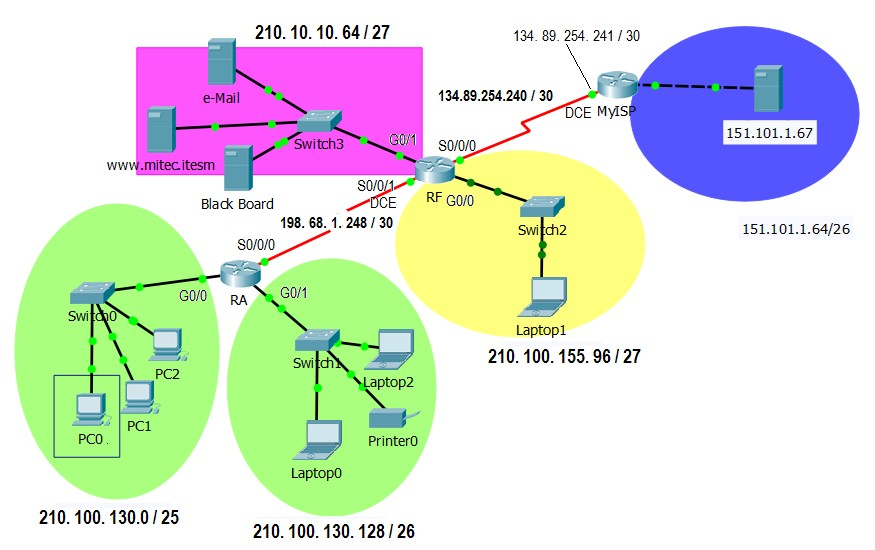 210. 10. 10. 64 / 27
134. 89. 254. 241 / 30
e-Mail
134.89.254.240 / 30
DCE MyISP
151.101.1.67
Switch3
G0/1
www.mitec.itesm
S0/0/0
Black Board
S0/0/1
DCE
RF
G0/0
Switch2
198. 68. 1. 248 / 30
151.101.1.64/26
S0/0/0
RA
G0/0
G0/1
Switch0
Laptop1
Switch1
210. 100. 155. 96 / 27
PC2
Laptop2
PC1
PC0 .
Printer0
Laptop0
210. 100. 130.0 / 25
210. 100. 130. 128 / 26